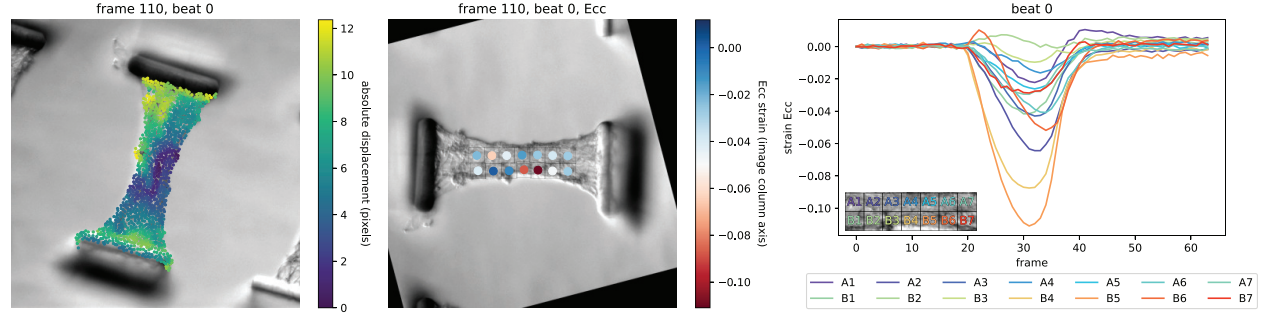 frame 110, beat 0
12
10
8
6
4
2
0
absolute displacement (pixels)
frame 110, beat 0, Ecc
0.00
−0.02
−0.04
−0.06
−0.08
−0.10
Ecc strain (image column axis)
beat 0
strain Ecc
0.00
−0.02
−0.04
−0.06
−0.08
−0.10
A1 A2 A3 A4 A5 A6 A7
B1 B2 B3 B4 B5 B6 B7
0 10 20 30 40 50 60
frame
A1 A2 A3 A4 A5 A6 A7
B1 B2 B3 B4 B5 B6 B7